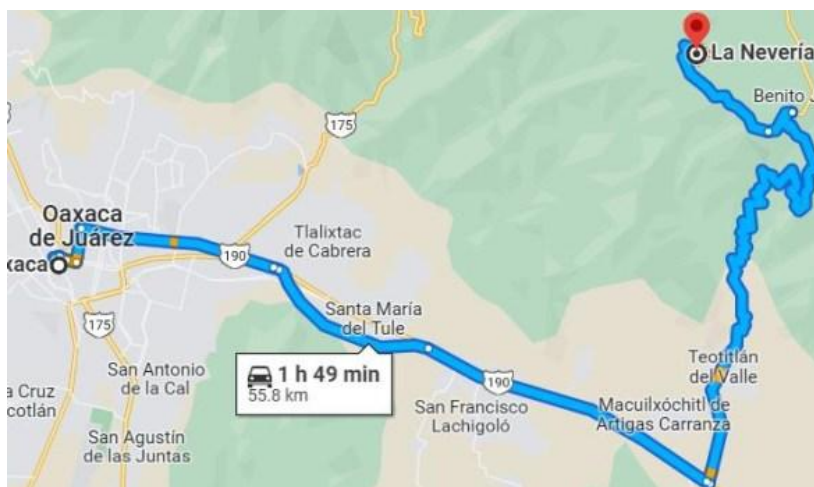 La Nevería
Benito J
175
Oaxaca
de Juárez
xaca
Tlalixtac
de Cabrera
190
Santa María
del Tule
175
1 h 49 min
55.8 km
Teotitlán
del Valle
San Antonio
de la Cal
190
a Cruz
cotlán
San Francisco
Lachigoló
Macuilxóchitl de
Artigas Carranza
San Agustín
de las Juntas